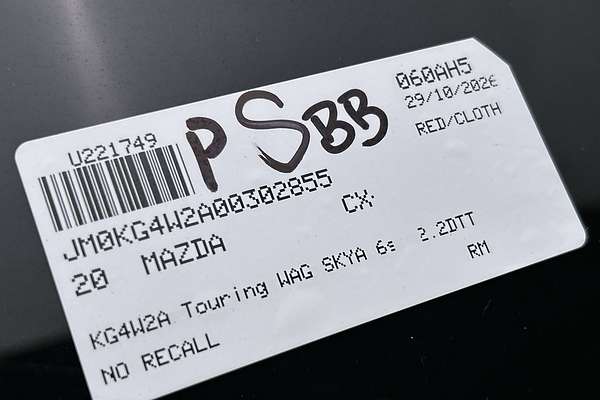 U221749
PSBB
060AH5
29/10/2026
RED/CLOTH
JM0KG4W2A00302855
20 MAZDA CX-
KG4W2A Touring WAG SKYA 6s 2.2DTT
NO RECALL RM